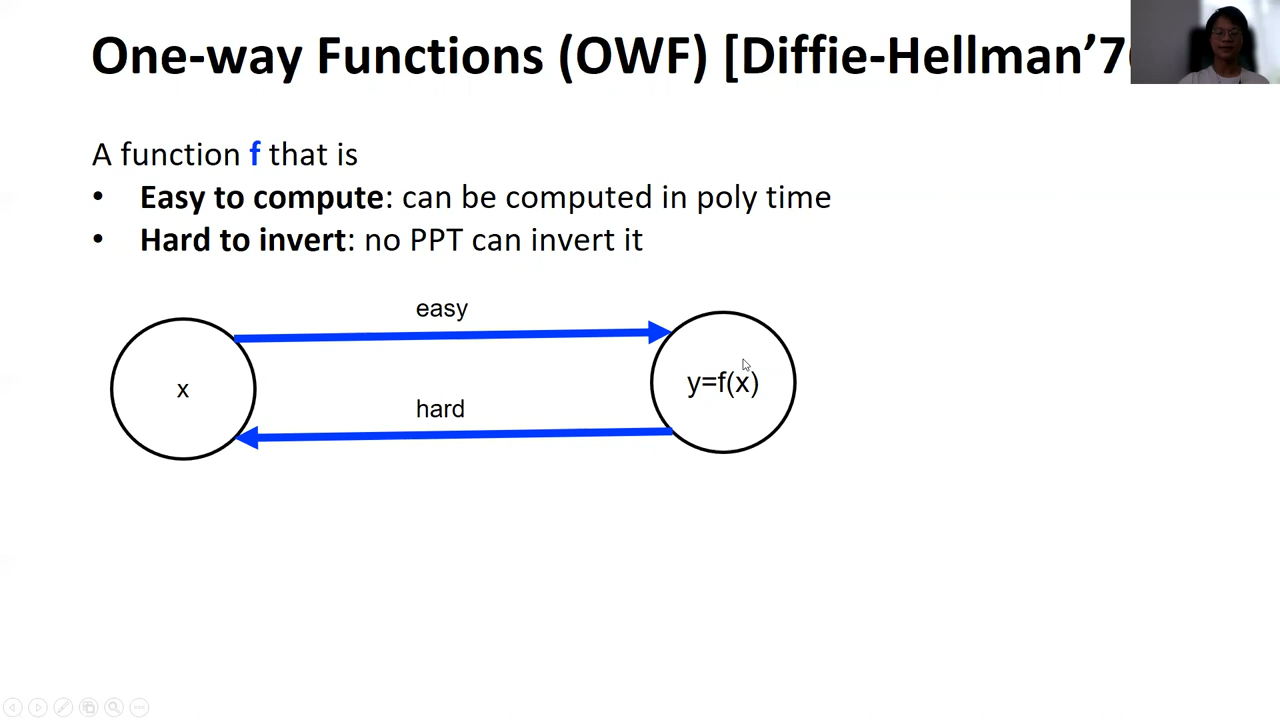 One-way Functions (OWF) [Diffie-Hellman’7
A function f that is
• Easy to compute: can be computed in poly time
• Hard to invert: no PPT can invert it
easy
x
y=f(x)
hard